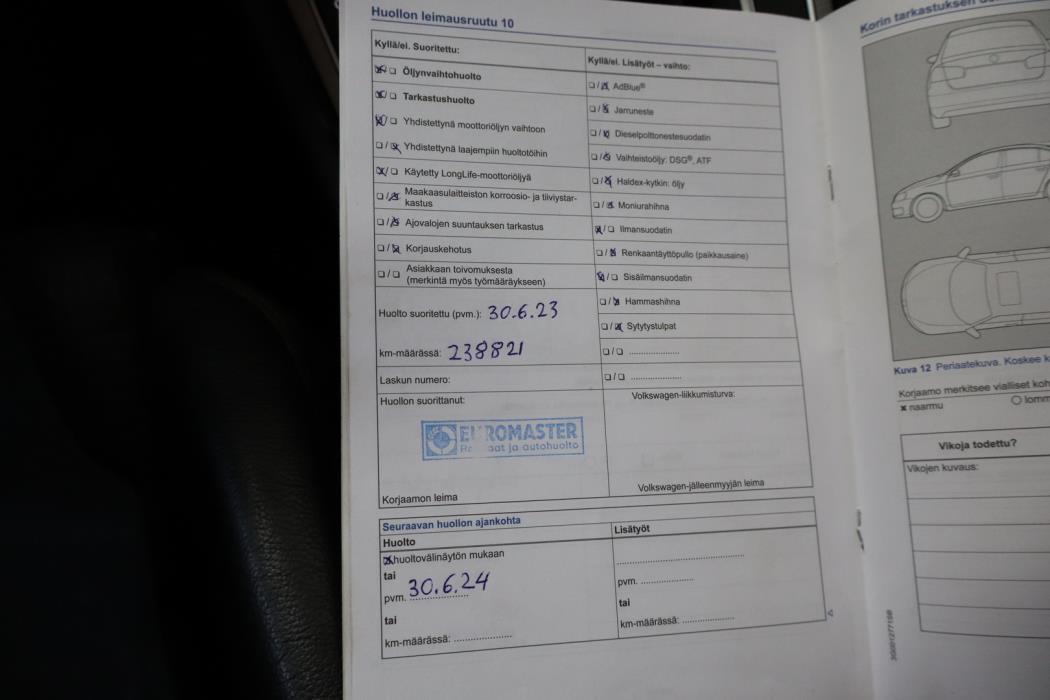 Huollon leimausruutu 10
Kyllä/ei. Suoritettu:
☒/☐ Öljynvaihtohuolto
☒/☐ Tarkastushuolto
☒/☐ Yhdistettynä moottoriöljyn vaihtoon
☐/☒ Yhdistettynä laajempiin huoltotöihin
☒/☐ Käytetty LongLife-moottoriöljyä
☐/☒ Maakaasulaitteiston korroosio- ja tiiviystar-
kastus
☐/☒ Ajovalojen suuntauksen tarkastus
☐/☒ Korjauskehotus
☐/☐ Asiakkaan toivomuksesta
(merkintä myös työmääräykseen)
Huolto suoritettu (pvm.): 30.6.23
km-määrässä: 238821
Laskun numero:
Huollon suorittanut:
EUROMASTER
Renkaat ja autohuolto
Korjaamon leima
Kyllä/ei. Lisätyöt – vaihto:
☐/☒ AdBlue®
☐/☒ Jarruneste
☐/☒ Dieselpolttonestesuodatin
☐/☒ Vaihteistoöljy: DSG®, ATF
☐/☒ Haldex-kytkin: öljy
☐/☒ Moniurahihna
☒/☐ Ilmansuodatin
☐/☒ Renkaantäyttöpullo (paikkausaine)
☒/☐ Sisäilmansuodatin
☐/☒ Hammashihna
☐/☒ Sytytystulpat
☐/☐ ....................
☐/☐ ....................
Volkswagen-liikkumisturva:
Volkswagen-jälleenmyyjän leima
Seuraavan huollon ajankohta
Huolto
☒ huoltovälinäytön mukaan
tai
pvm. 30.6.24
tai
km-määrässä: ....................
Lisätyöt
........................................
pvm. ....................
tai
km-määrässä: ....................
Korin tarkastuksen
Kuva 12 Periaatekuva. Koskee
Korjaamo merkitsee vialliset
x naarmu
Vikoja todettu?
Vikojen kuvaus: